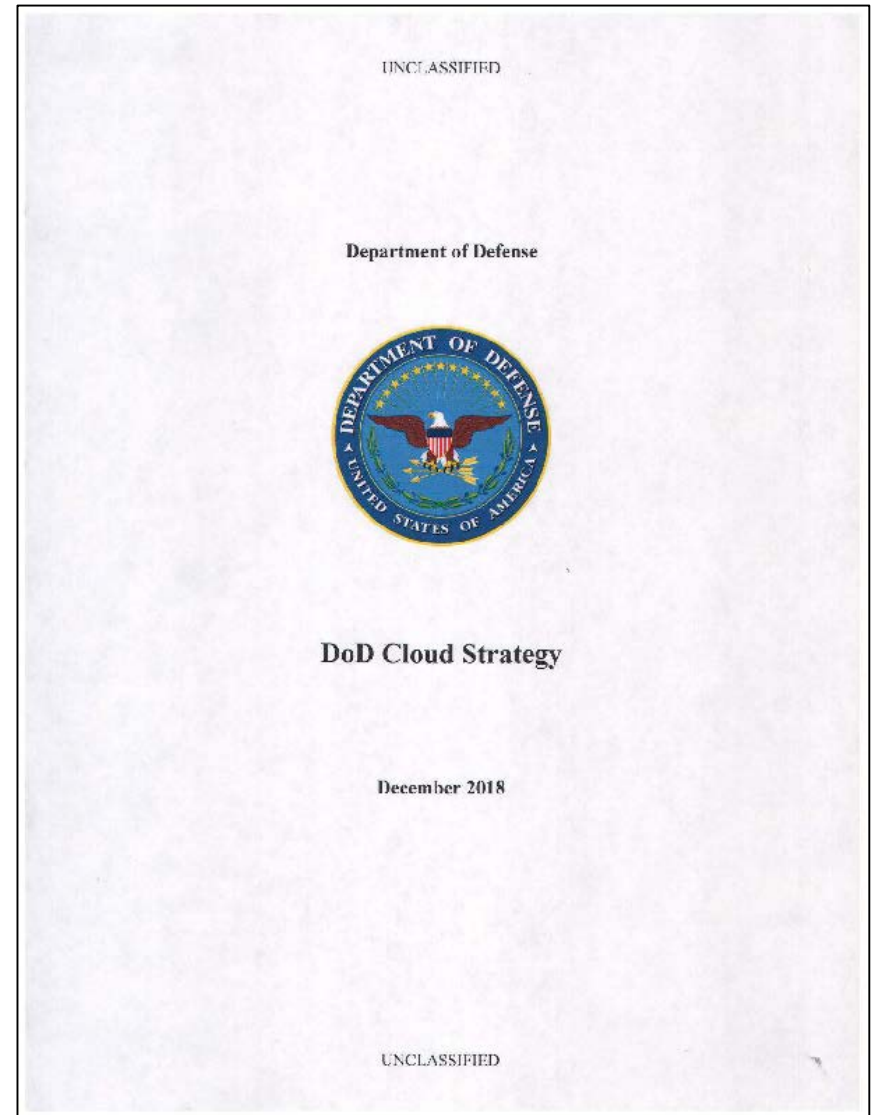 UNCLASSIFIED
Department of Defense
DEPARTMENT OF DEFENSE
UNITED STATES OF AMERICA
DoD Cloud Strategy
December 2018
UNCLASSIFIED